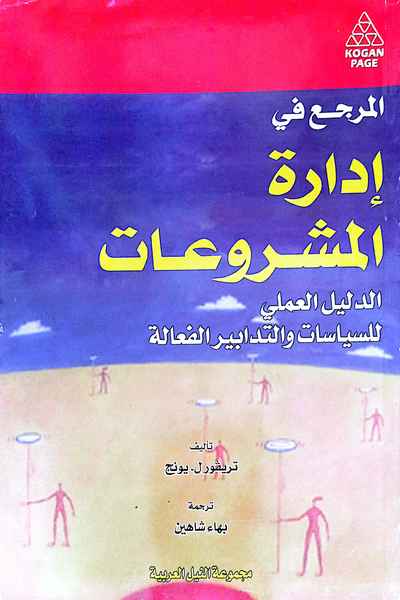 KOGAN
PAGE
المرجع في
إدارة
المشروعات
الدليل العملي
للسياسات والتدابير الفعالة
تأليف
تريڤور ل. يونج
ترجمة
بهاء شاهين
مجموعة النيل العربية